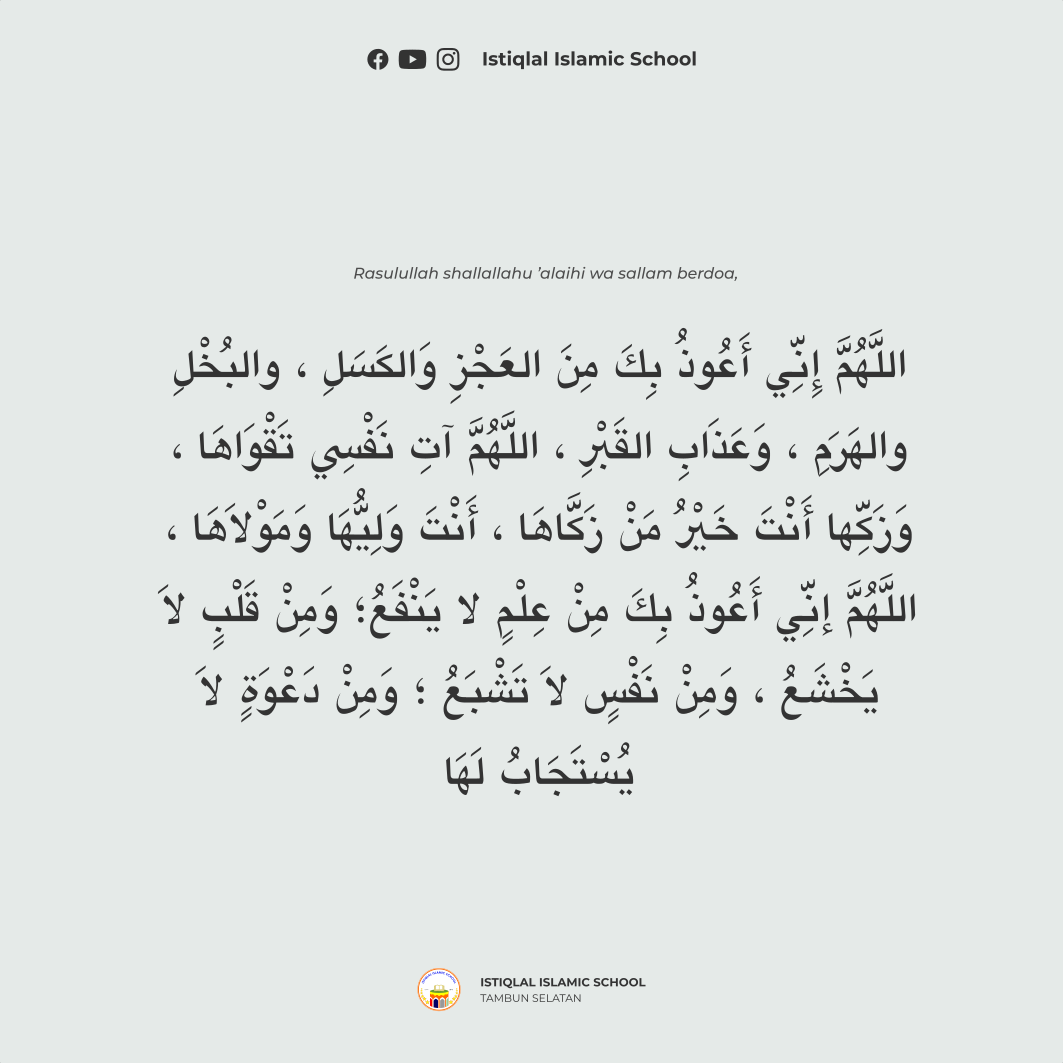 Istiqlal Islamic School
Rasulullah shallallahu ’alaihi wa sallam berdoa,
اللَّهُمَّ إِنِّي أَعُوذُ بِكَ مِنَ العَجْزِ وَالكَسَلِ ، والبُخْلِ
والهَرَمِ ، وَعَذَابِ القَبْرِ ، اللَّهُمَّ آتِ نَفْسِي تَقْوَاهَا ،
وَزَكِّها أَنْتَ خَيْرُ مَنْ زَكَّاهَا ، أَنْتَ وَلِيُّهَا وَمَوْلاَهَا ،
اللَّهُمَّ إنِّي أَعُوذُ بِكَ مِنْ عِلْمٍ لا يَنْفَعُ؛ وَمِنْ قَلْبٍ لاَ
يَخْشَعُ ، وَمِنْ نَفْسٍ لاَ تَشْبَعُ ؛ وَمِنْ دَعْوَةٍ لاَ
يُسْتَجَابُ لَهَا
ISTIQLAL ISLAMIC SCHOOL
TAMBUN SELATAN